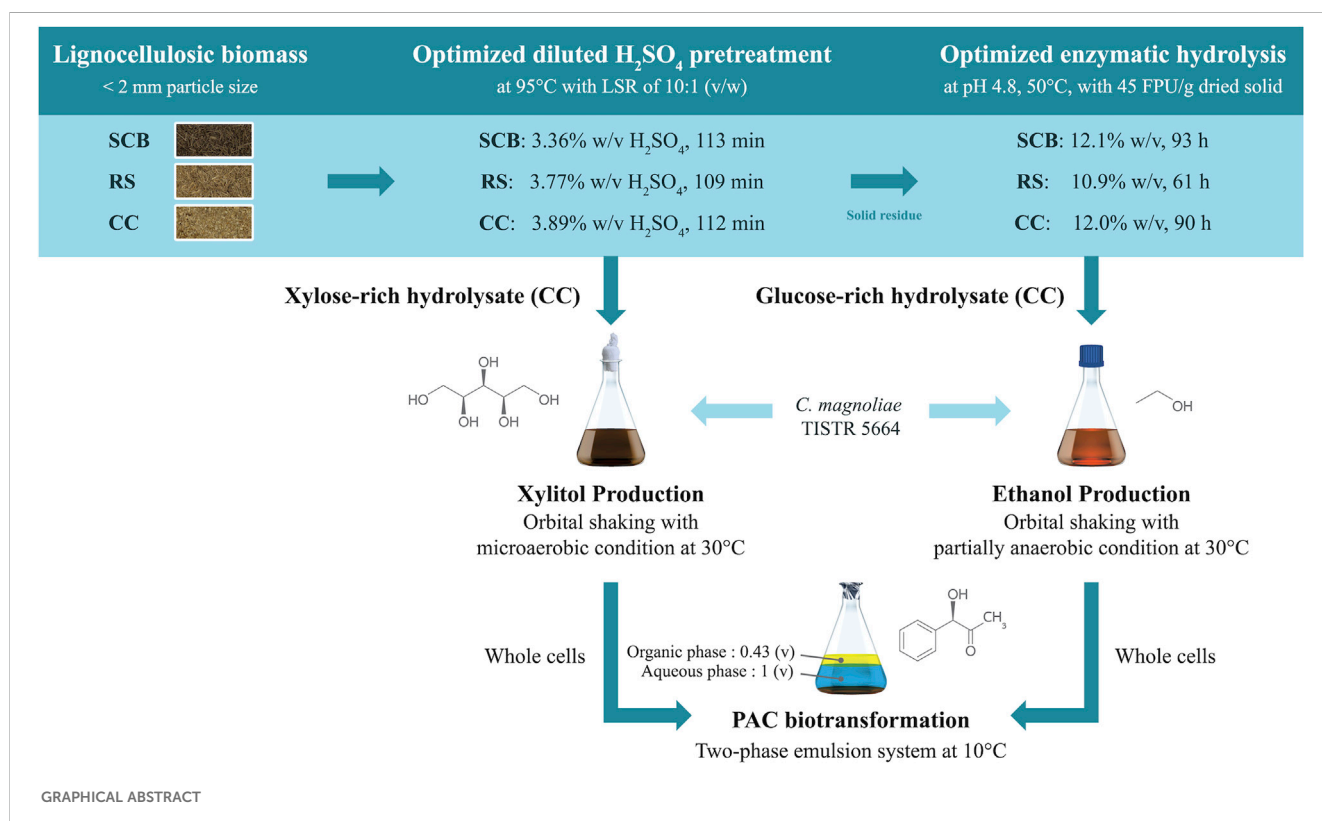 Lignocellulosic biomass
< 2 mm particle size
Optimized diluted H₂SO₄ pretreatment
at 95°C with LSR of 10:1 (v/w)
Optimized enzymatic hydrolysis
at pH 4.8, 50°C, with 45 FPU/g dried solid
SCB
RS
CC
SCB: 3.36% w/v H₂SO₄, 113 min
RS: 3.77% w/v H₂SO₄, 109 min
CC: 3.89% w/v H₂SO₄, 112 min
Solid residue
SCB: 12.1% w/v, 93 h
RS: 10.9% w/v, 61 h
CC: 12.0% w/v, 90 h
Xylose-rich hydrolysate (CC)
Glucose-rich hydrolysate (CC)
OH
HO
OH
OH
OH
C. magnoliae
TISTR 5664
OH
Xylitol Production
Orbital shaking with
microaerobic condition at 30°C
Ethanol Production
Orbital shaking with
partially anaerobic condition at 30°C
Whole cells
Organic phase : 0.43 (v)
Aqueous phase : 1 (v)
OH
CH₃
O
Whole cells
PAC biotransformation
Two-phase emulsion system at 10°C
GRAPHICAL ABSTRACT